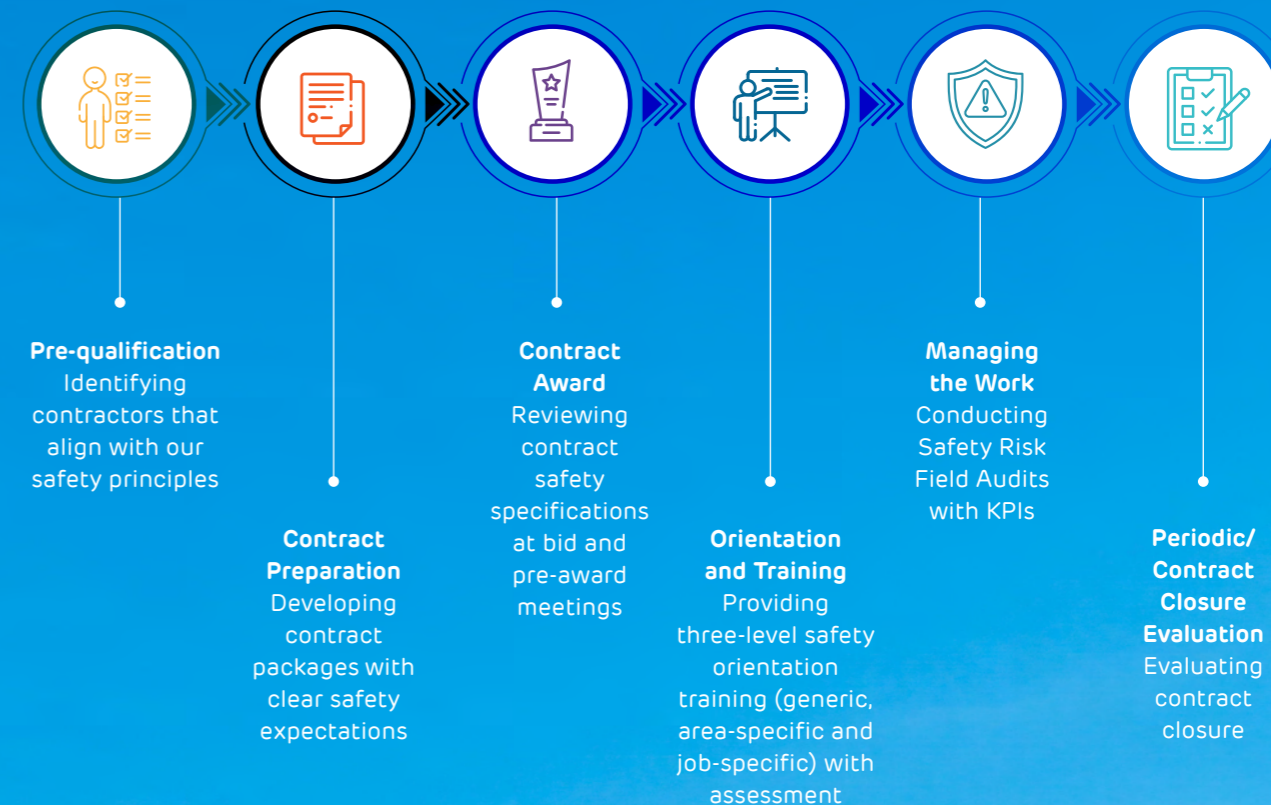 Pre-qualification
Identifying
contractors that
align with our
safety principles
Contract
Preparation
Developing
contract
packages with
clear safety
expectations
Contract
Award
Reviewing
contract
safety
specifications
at bid and
pre-award
meetings
Orientation
and Training
Providing
three-level safety
orientation
training (generic,
area-specific and
job-specific) with
assessment
Managing
the Work
Conducting
Safety Risk
Field Audits
with KPIs
Periodic/
Contract
Closure
Evaluation
Evaluating
contract
closure